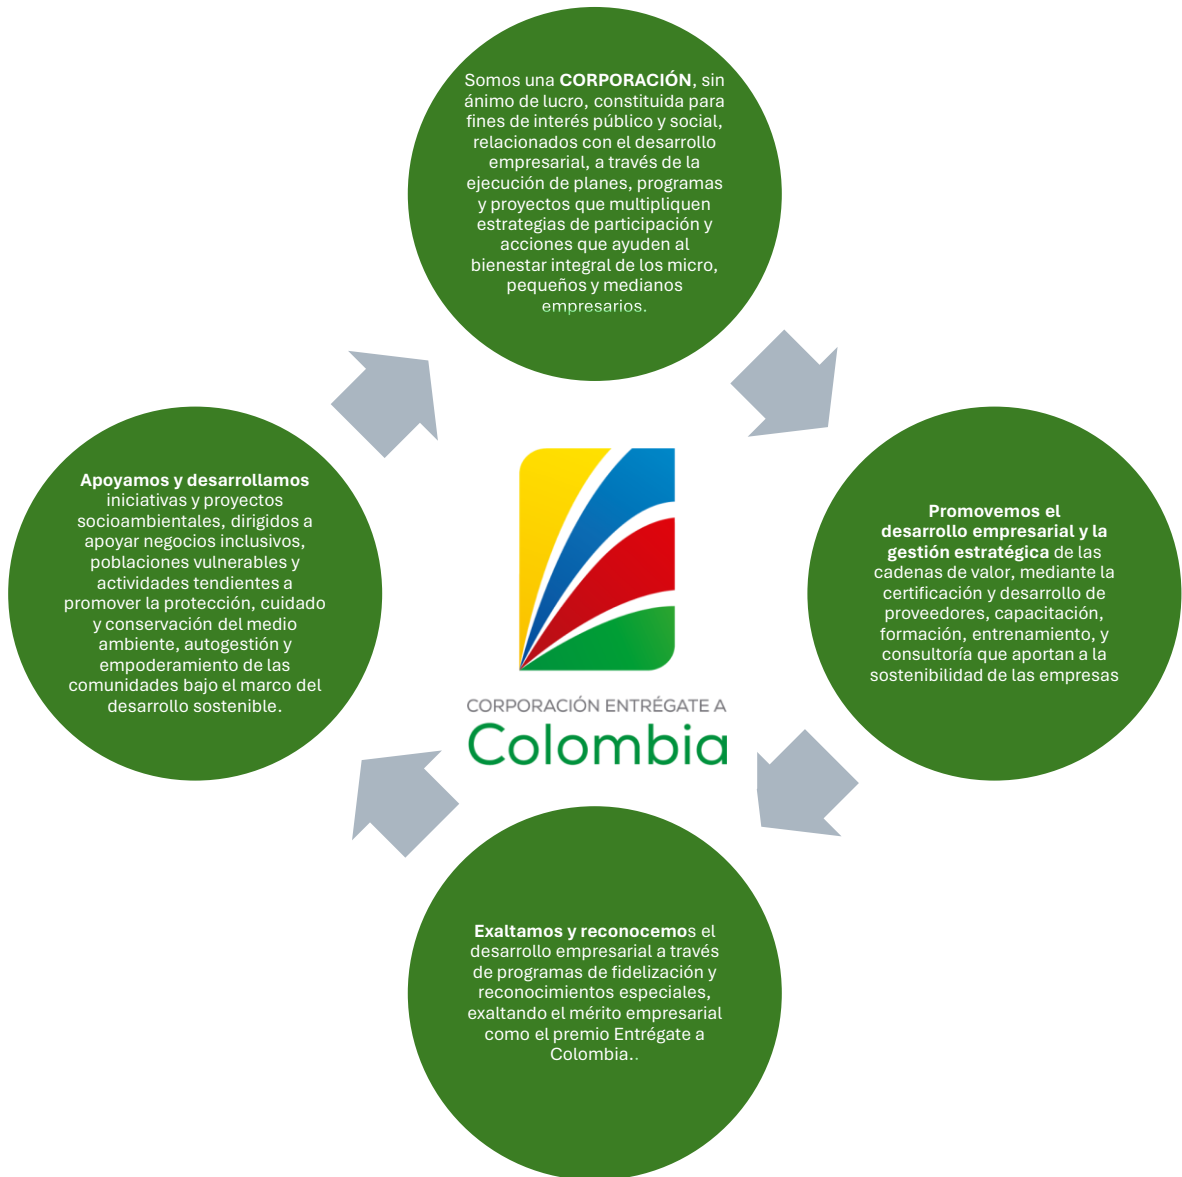 Somos una CORPORACIÓN, sin
ánimo de lucro, constituida para
fines de interés público y social,
relacionados con el desarrollo
empresarial, a través de la
ejecución de planes, programas
y proyectos que multipliquen
estrategias de participación y
acciones que ayuden al
bienestar integral de los micro,
pequeños y medianos
empresarios.
Promovemos el
desarrollo empresarial y la
gestión estratégica de las
cadenas de valor, mediante la
certificación y desarrollo de
proveedores, capacitación,
formación, entrenamiento, y
consultoría que aportan a la
sostenibilidad de las empresas
Exaltamos y reconocemos el
desarrollo empresarial a través
de programas de fidelización y
reconocimientos especiales,
exaltando el mérito empresarial
como el premio Entrégate a
Colombia..
Apoyamos y desarrollamos
iniciativas y proyectos
socioambientales, dirigidos a
apoyar negocios inclusivos,
poblaciones vulnerables y
actividades tendientes a
promover la protección, cuidado
y conservación del medio
ambiente, autogestión y
empoderamiento de las
comunidades bajo el marco del
desarrollo sostenible.
CORPORACIÓN ENTRÉGATE A
Colombia